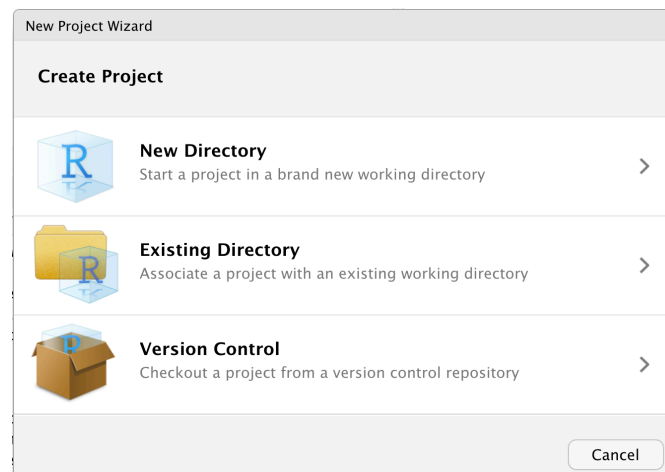 New Project Wizard
Create Project
R
New Directory
Start a project in a brand new working directory
R
Existing Directory
Associate a project with an existing working directory
R
Version Control
Checkout a project from a version control repository
Cancel